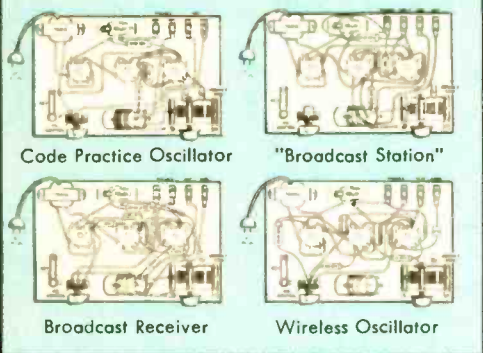 Code Practice Oscillator
"Broadcast Station"
Broadcast Receiver
Wireless Oscillator